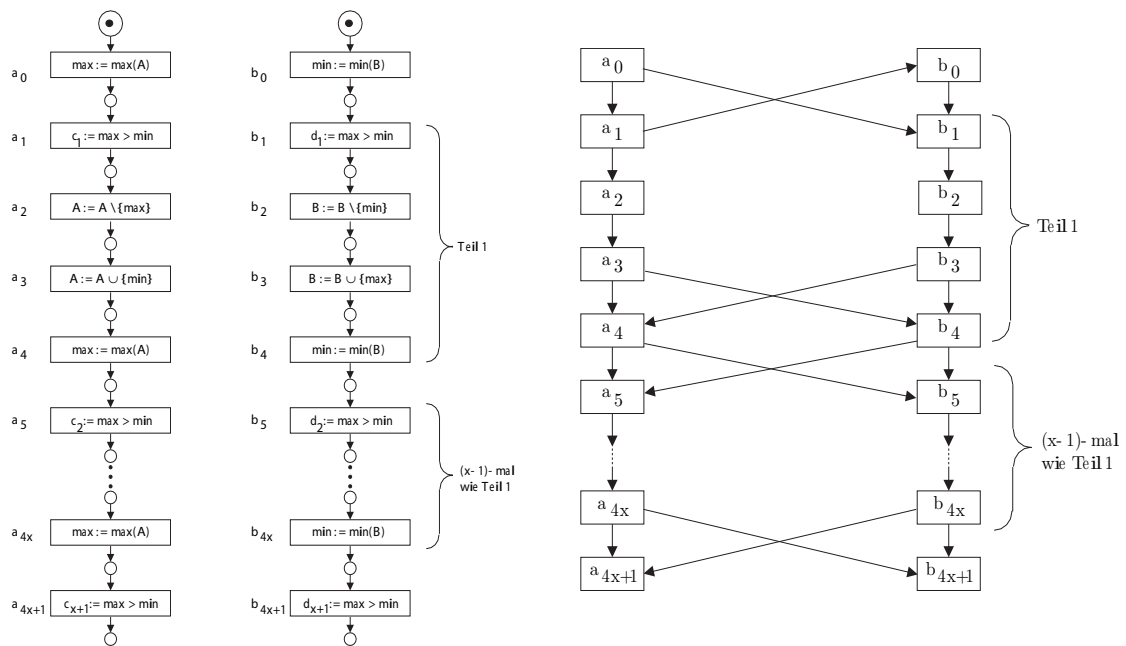 a0 max := max(A)
a1 c1 := max > min
a2 A := A \ {max}
a3 A := A ∪ {min}
a4 max := max(A)
a5 c2 := max > min
a4x max := max(A)
a4x+1 cx+1 := max > min
b0 min := min(B)
b1 d1 := max > min
b2 B := B \ {min}
b3 B := B ∪ {max}
b4 min := min(B)
Teil 1
b5 d2 := max > min
b4x min := min(B)
(x-1)- mal
wie Teil 1
b4x+1 dx+1 := max > min
a0
a1
a2
a3
a4
a5
a4x
a4x+1
b0
b1
b2
b3
b4
Teil 1
b5
b4x
(x-1)- mal
wie Teil 1
b4x+1